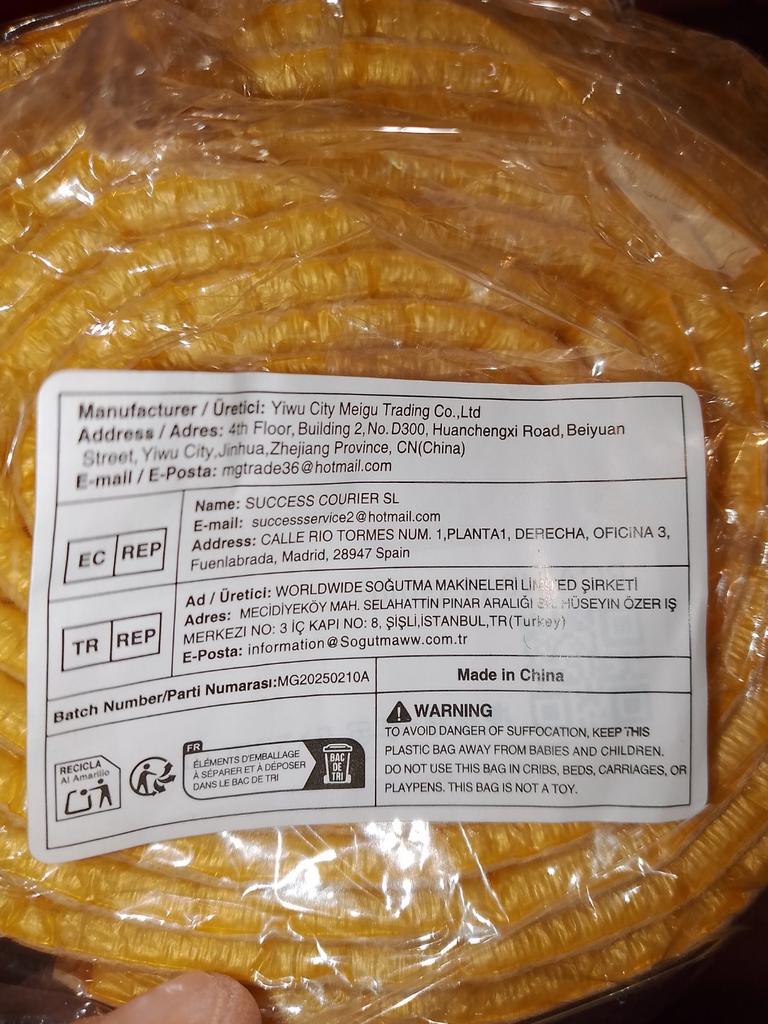 Manufacturer / Üretici: Yiwu City Meigu Trading Co.,Ltd
Address / Adres: 4th Floor, Building 2, No. D300, Huanchengxi Road, Beiyuan
Street, Yiwu City,Jinhua,Zhejiang Province, CN(China)
E-mail / E-Posta: mgtrade36@hotmail.com
EC REP
Name: SUCCESS COURIER SL
E-mail: successservice2@hotmail.com
Address: CALLE RIO TORMES NUM. 1,PLANTA1, DERECHA, OFICINA 3,
Fuenlabrada, Madrid, 28947 Spain
TR REP
Ad / Üretici: WORLDWIDE SOĞUTMA MAKİNELERİ LİMİTED ŞİRKETİ
Adres: MECİDİYEKÖY MAH. SELAHATTİN PINAR ARALIĞI HÜSEYIN ÖZER IŞ
MERKEZI NO: 3 İÇ KAPI NO: 8, ŞİŞLİ,İSTANBUL,TR(Turkey)
E-Posta: information@Sogutmaww.com.tr
Batch Number/Parti Numarası:MG20250210A
Made in China
RECICLA
Al Amarillo
FR
ÉLÉMENTS D'EMBALLAGE
À SÉPARER ET À DÉPOSER
DANS LE BAC DE TRI
BAC
DE
TRI
WARNING
TO AVOID DANGER OF SUFFOCATION, KEEP THIS
PLASTIC BAG AWAY FROM BABIES AND CHILDREN.
DO NOT USE THIS BAG IN CRIBS, BEDS, CARRIAGES, OR
PLAYPENS. THIS BAG IS NOT A TOY.